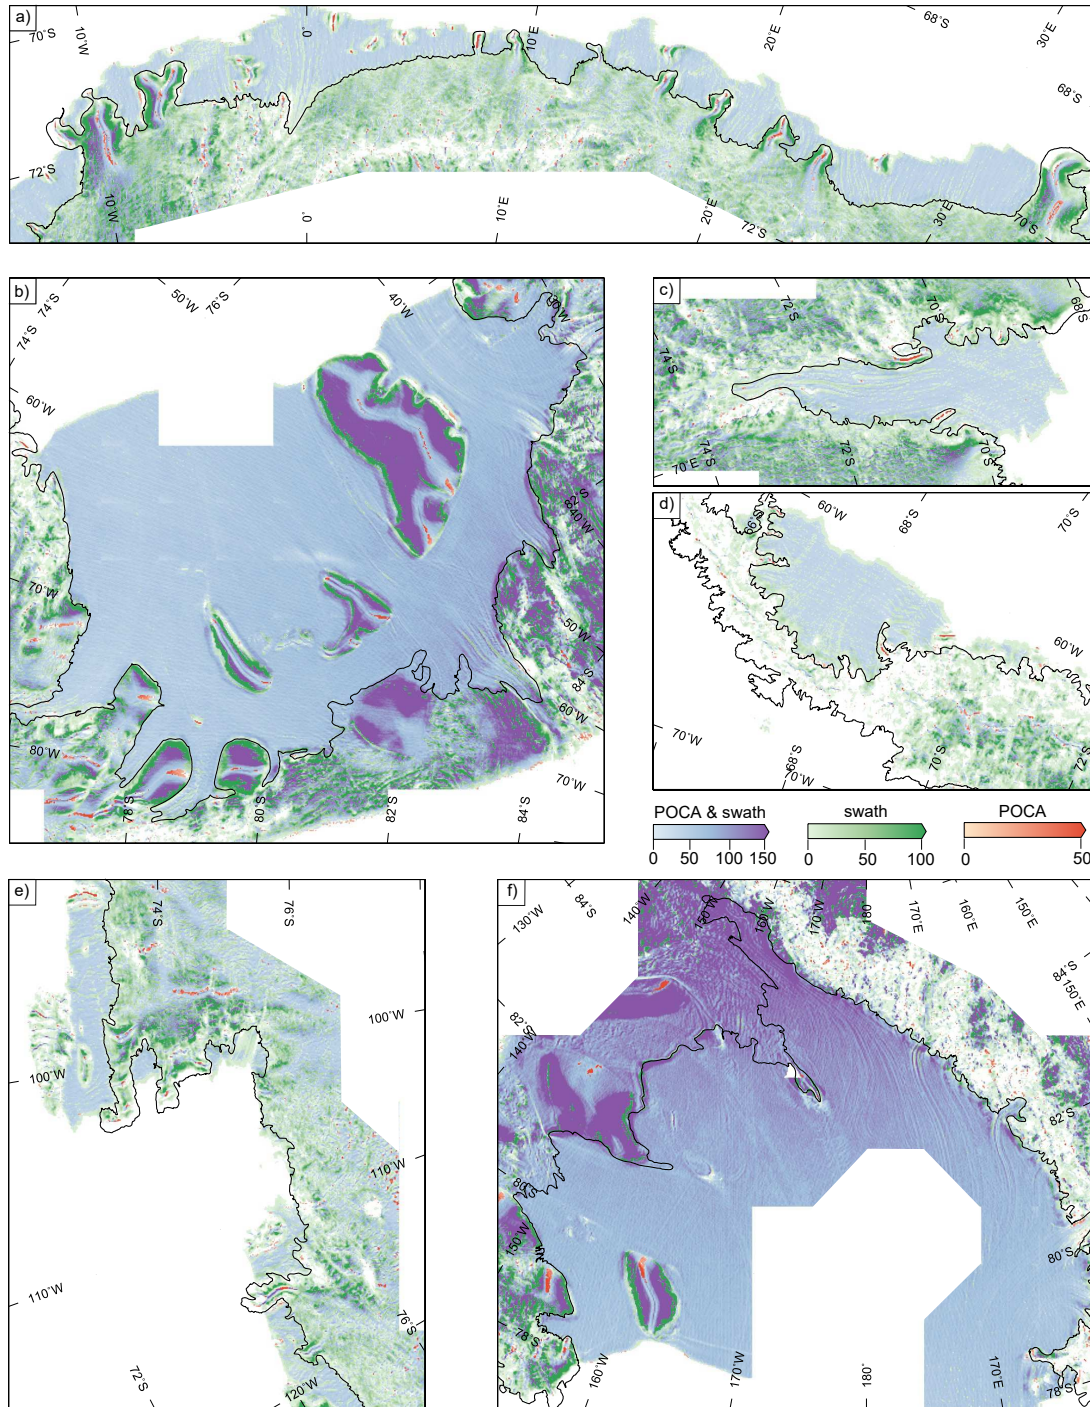 a)
70°S
10°W
0°
10°E
20°E
68°S
30°E
68°S
72°S
10°W
0°
10°E
20°E
72°S
30°E
70°S
b)
74°S
50°W
76°S
40°W
30°W
74°S
60°W
70°W
80°W
78°S
80°S
82°S
84°S
70°W
60°W
84°S
50°W
40°W
82°S
c)
72°S
70°S
68°S
74°S
70°E
74°S
72°S
70°S
d)
66°S
60°W
68°S
70°S
60°W
70°W
68°S
70°W
70°S
72°S
POCA & swath
swath
POCA
0 50 100 150
0 50 100
0 50
e)
74°S
76°S
100°W
100°W
110°W
110°W
76°S
72°S
120°W
f)
130°W
84°S
140°W
150°W
160°W
170°W
180°
170°E
160°E
150°E
84°S
150°E
82°S
140°W
82°S
80°S
150°W
80°S
78°S
160°W
170°W
180°
170°E
78°S